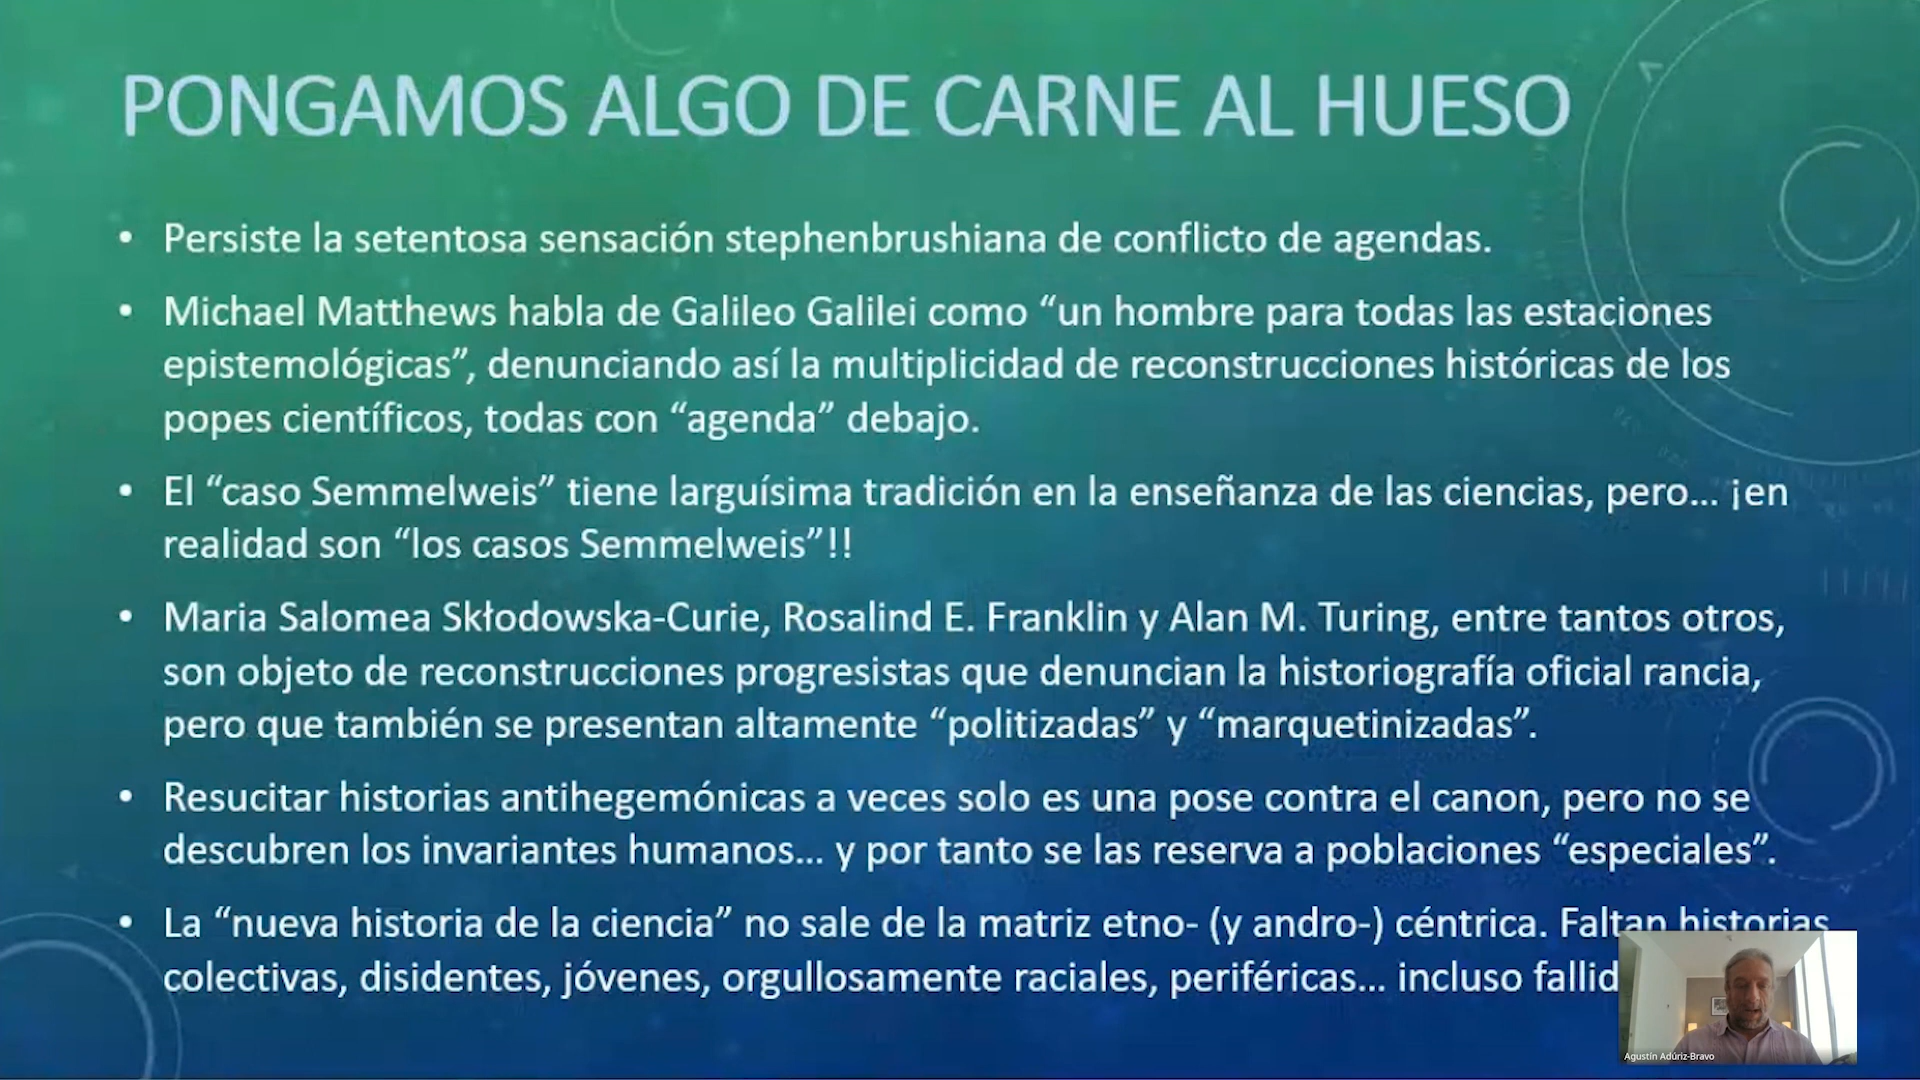 PONGAMOS ALGO DE CARNE AL HUESO
• Persiste la setentosa sensación stephenbrushiana de conflicto de agendas.
• Michael Matthews habla de Galileo Galilei como “un hombre para todas las estaciones
epistemológicas”, denunciando así la multiplicidad de reconstrucciones históricas de los
popes científicos, todas con “agenda” debajo.
• El “caso Semmelweis” tiene larguísima tradición en la enseñanza de las ciencias, pero... ¡en
realidad son “los casos Semmelweis”!!
• Maria Salomea Skłodowska-Curie, Rosalind E. Franklin y Alan M. Turing, entre tantos otros,
son objeto de reconstrucciones progresistas que denuncian la historiografía oficial rancia,
pero que también se presentan altamente “politizadas” y “marquetinizadas”.
• Resucitar historias antihegemónicas a veces solo es una pose contra el canon, pero no se
descubren los invariantes humanos... y por tanto se las reserva a poblaciones “especiales”.
• La “nueva historia de la ciencia” no sale de la matriz etno- (y andro-) céntrica. Faltan historias
colectivas, disidentes, jóvenes, orgullosamente raciales, periféricas... incluso fallid
Agustín Adúriz-Bravo